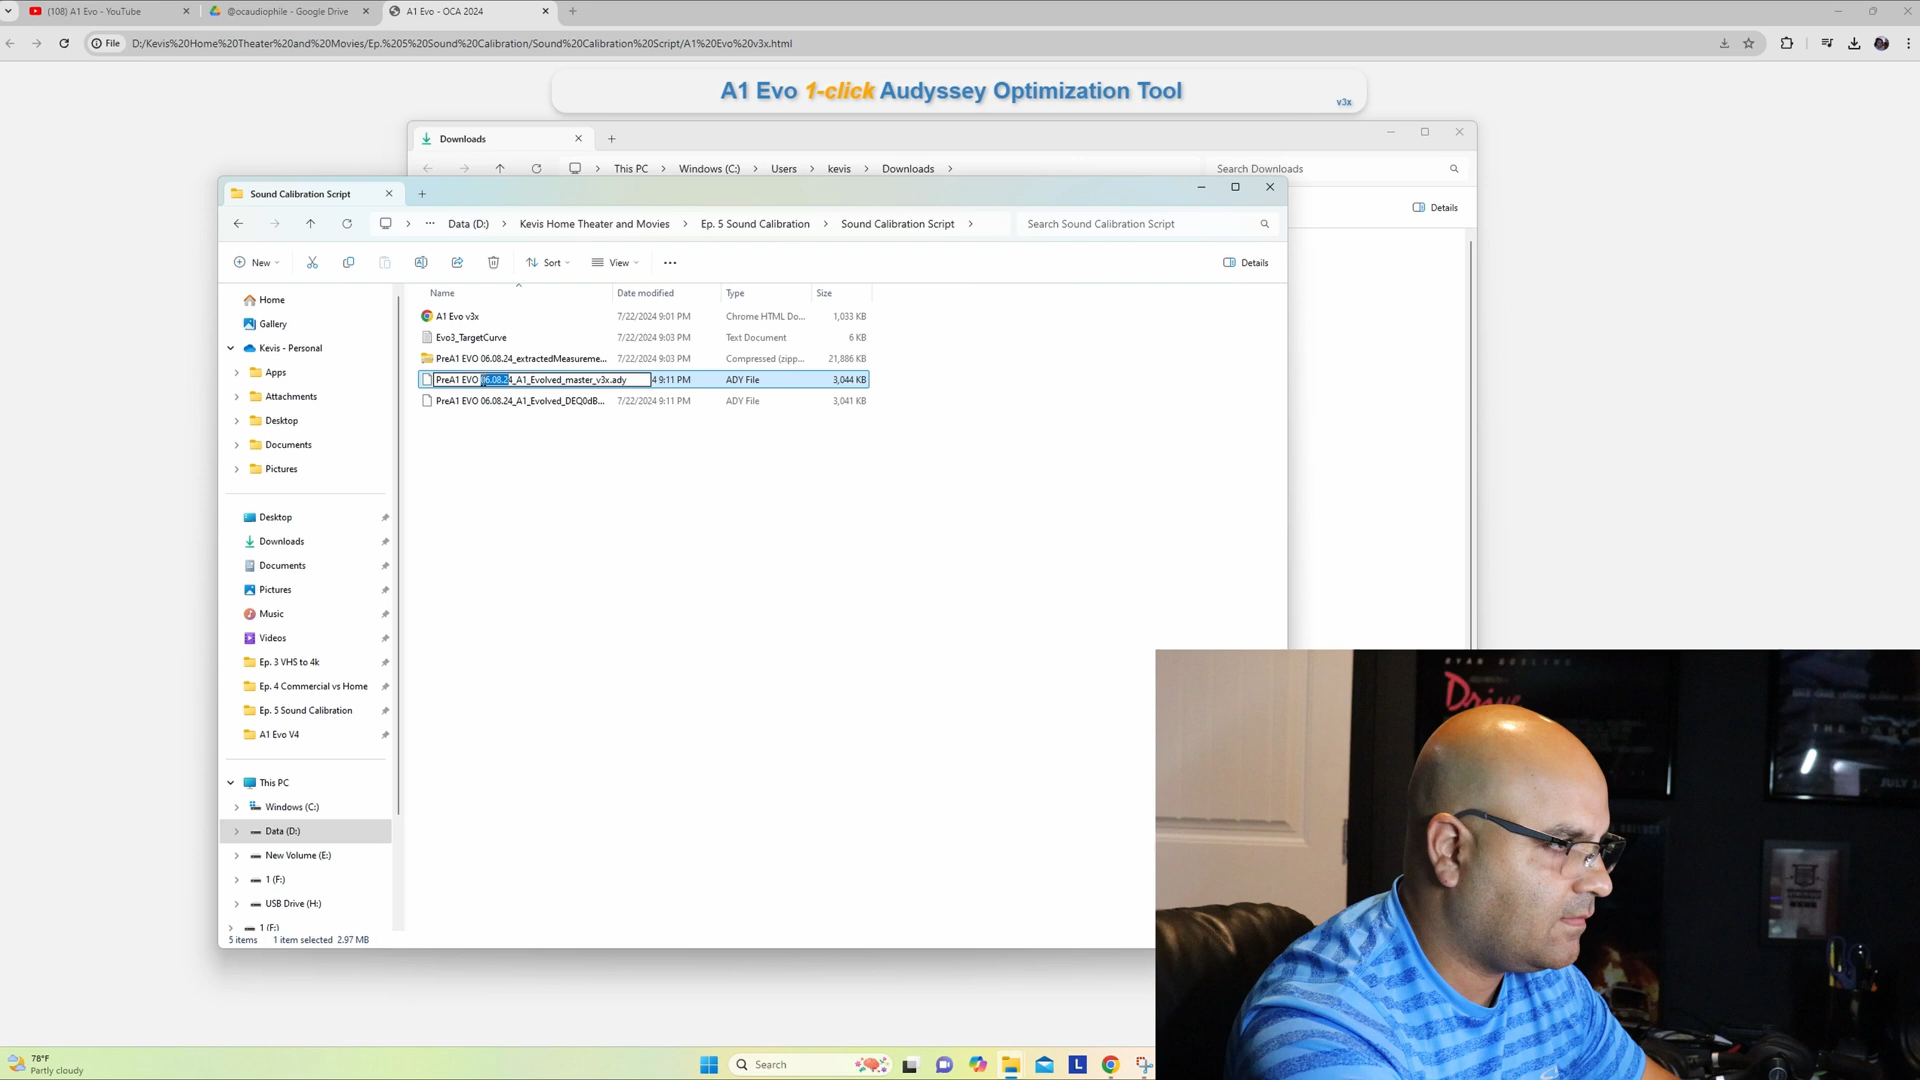 (108) A1 Evo - YouTube
@ocaudiophile - Google Drive
A1 Evo - OCA 2024
File
D:/Kevis%20Home%20Theater%20and%20Movies/Ep.%205%20Sound%20Calibration/Sound%20Calibration%20Script/A1%20Evo%20v3x.html
A1 Evo 1-click Audyssey Optimization Tool
v3x
Downloads
This PC > Windows (C:) > Users > kevis > Downloads >
Search Downloads
Details
Sound Calibration Script
... Data (D:) > Kevis Home Theater and Movies > Ep. 5 Sound Calibration > Sound Calibration Script >
Search Sound Calibration Script
New
Sort
View
...
Details
Name Date modified Type Size
A1 Evo v3x 7/22/2024 9:01 PM Chrome HTML Do... 1,033 KB
Evo3_TargetCurve 7/22/2024 9:03 PM Text Document 6 KB
PreA1 EVO 06.08.24_extractedMeasureme... 7/22/2024 9:03 PM Compressed (zipp... 21,886 KB
PreA1 EVO 06.08.24_A1_Evolved_master_v3x.ady 4 9:11 PM ADY File 3,044 KB
PreA1 EVO 06.08.24_A1_Evolved_DEQ0dB... 7/22/2024 9:11 PM ADY File 3,041 KB
Home
Gallery
Kevis - Personal
Apps
Attachments
Desktop
Documents
Pictures
Desktop
Downloads
Documents
Pictures
Music
Videos
Ep. 3 VHS to 4k
Ep. 4 Commercial vs Home
Ep. 5 Sound Calibration
A1 Evo V4
This PC
Windows (C:)
Data (D:)
New Volume (E:)
1 (F:)
USB Drive (H:)
1 (F:)
5 items 1 item selected 2.97 MB
RYAN GOSLING
Drive
THE DARK
JULY
78°F
Partly cloudy
Search